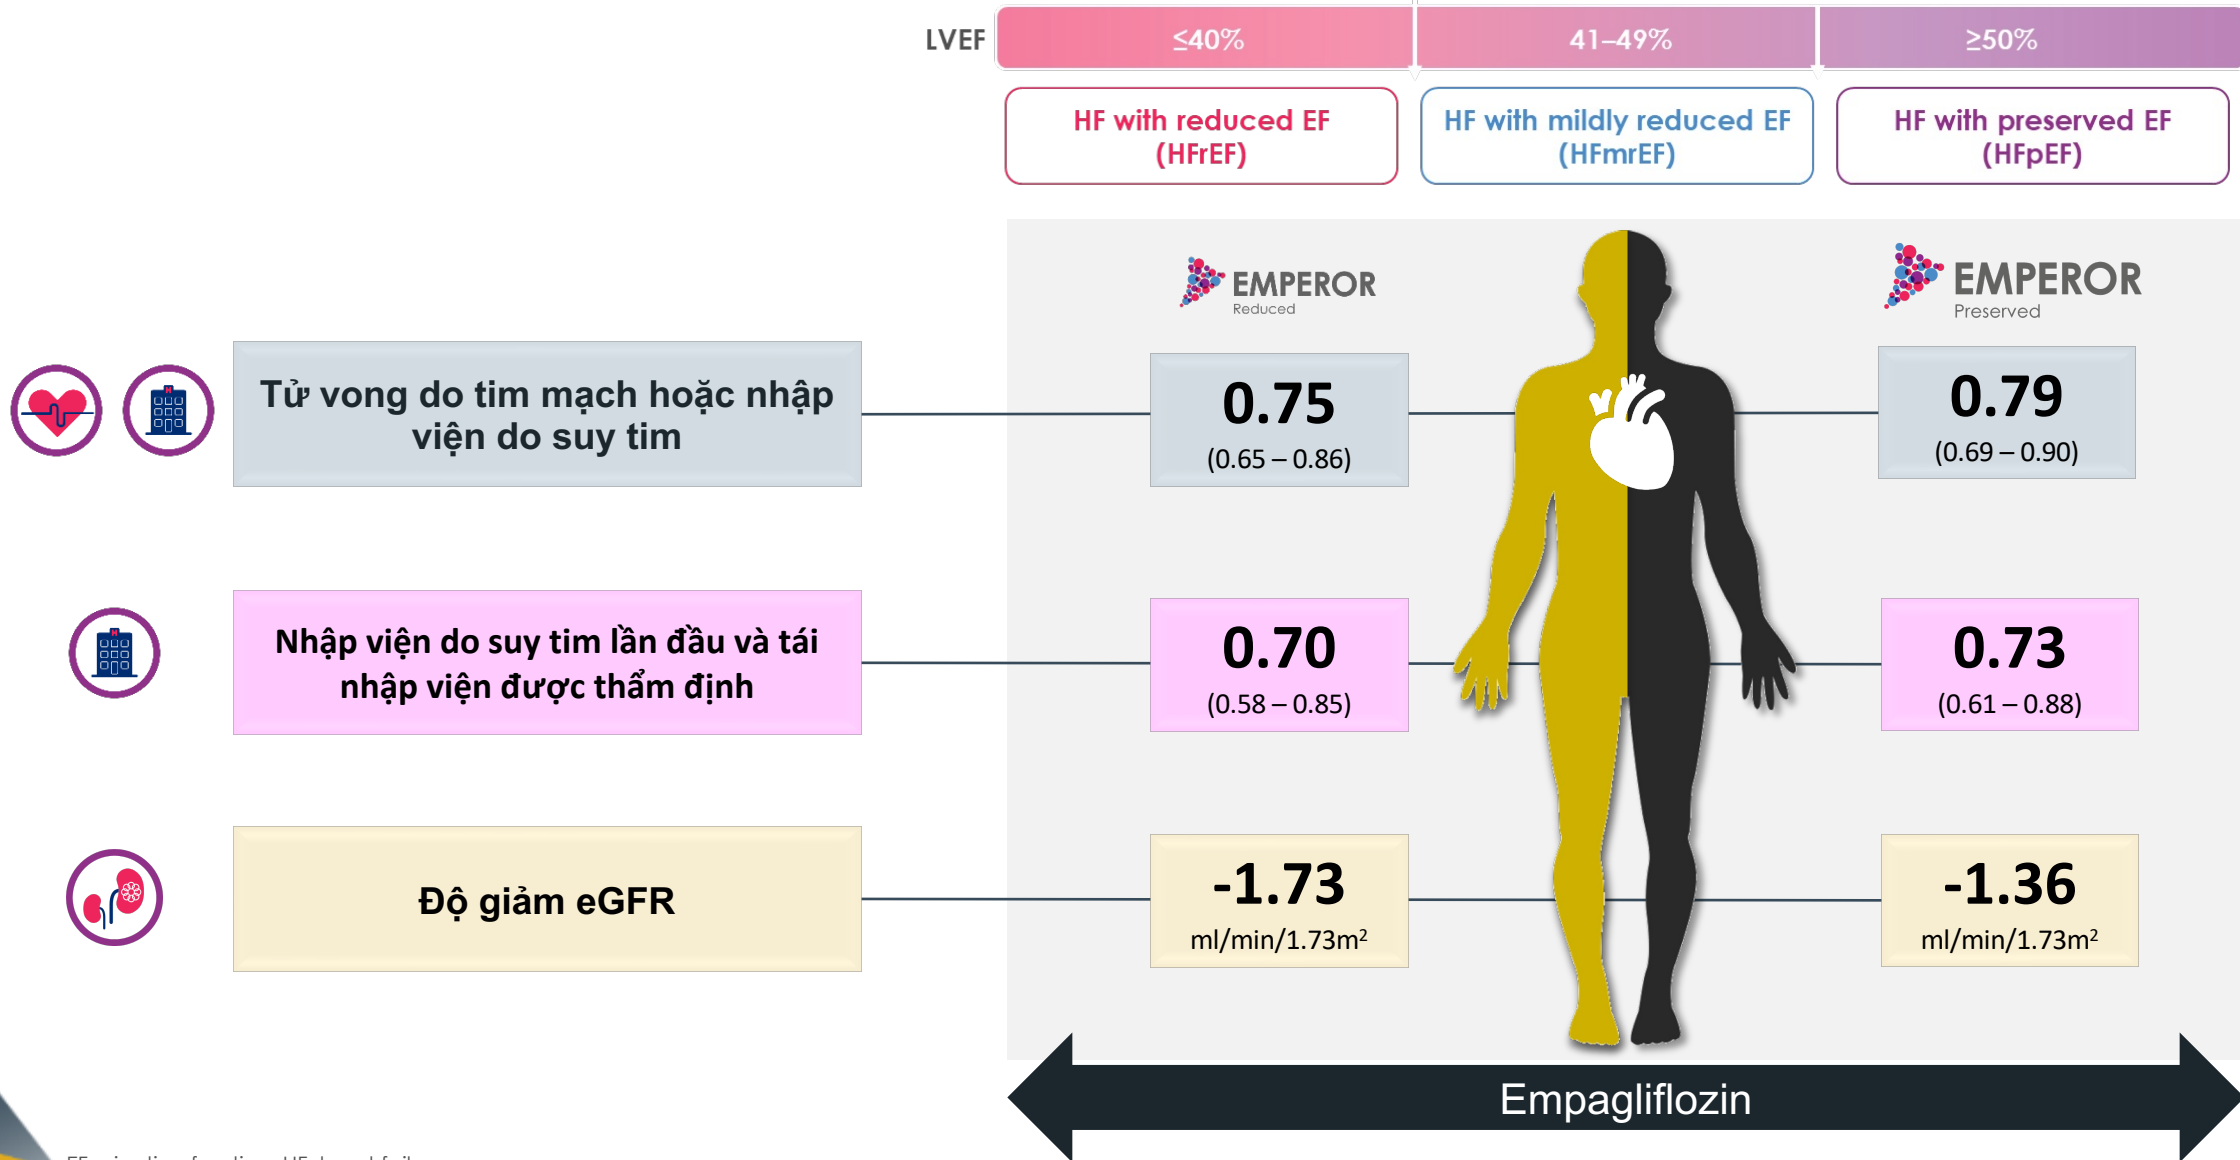 LVEF
≤40%
41–49%
≥50%
HF with reduced EF
(HFrEF)
HF with mildly reduced EF
(HFmrEF)
HF with preserved EF
(HFpEF)
EMPEROR
Reduced
EMPEROR
Preserved
Tử vong do tim mạch hoặc nhập
viện do suy tim
0.75
(0.65 – 0.86)
0.79
(0.69 – 0.90)
Nhập viện do suy tim lần đầu và tái
nhập viện được thẩm định
0.70
(0.58 – 0.85)
0.73
(0.61 – 0.88)
Độ giảm eGFR
-1.73
ml/min/1.73m²
-1.36
ml/min/1.73m²
Empagliflozin